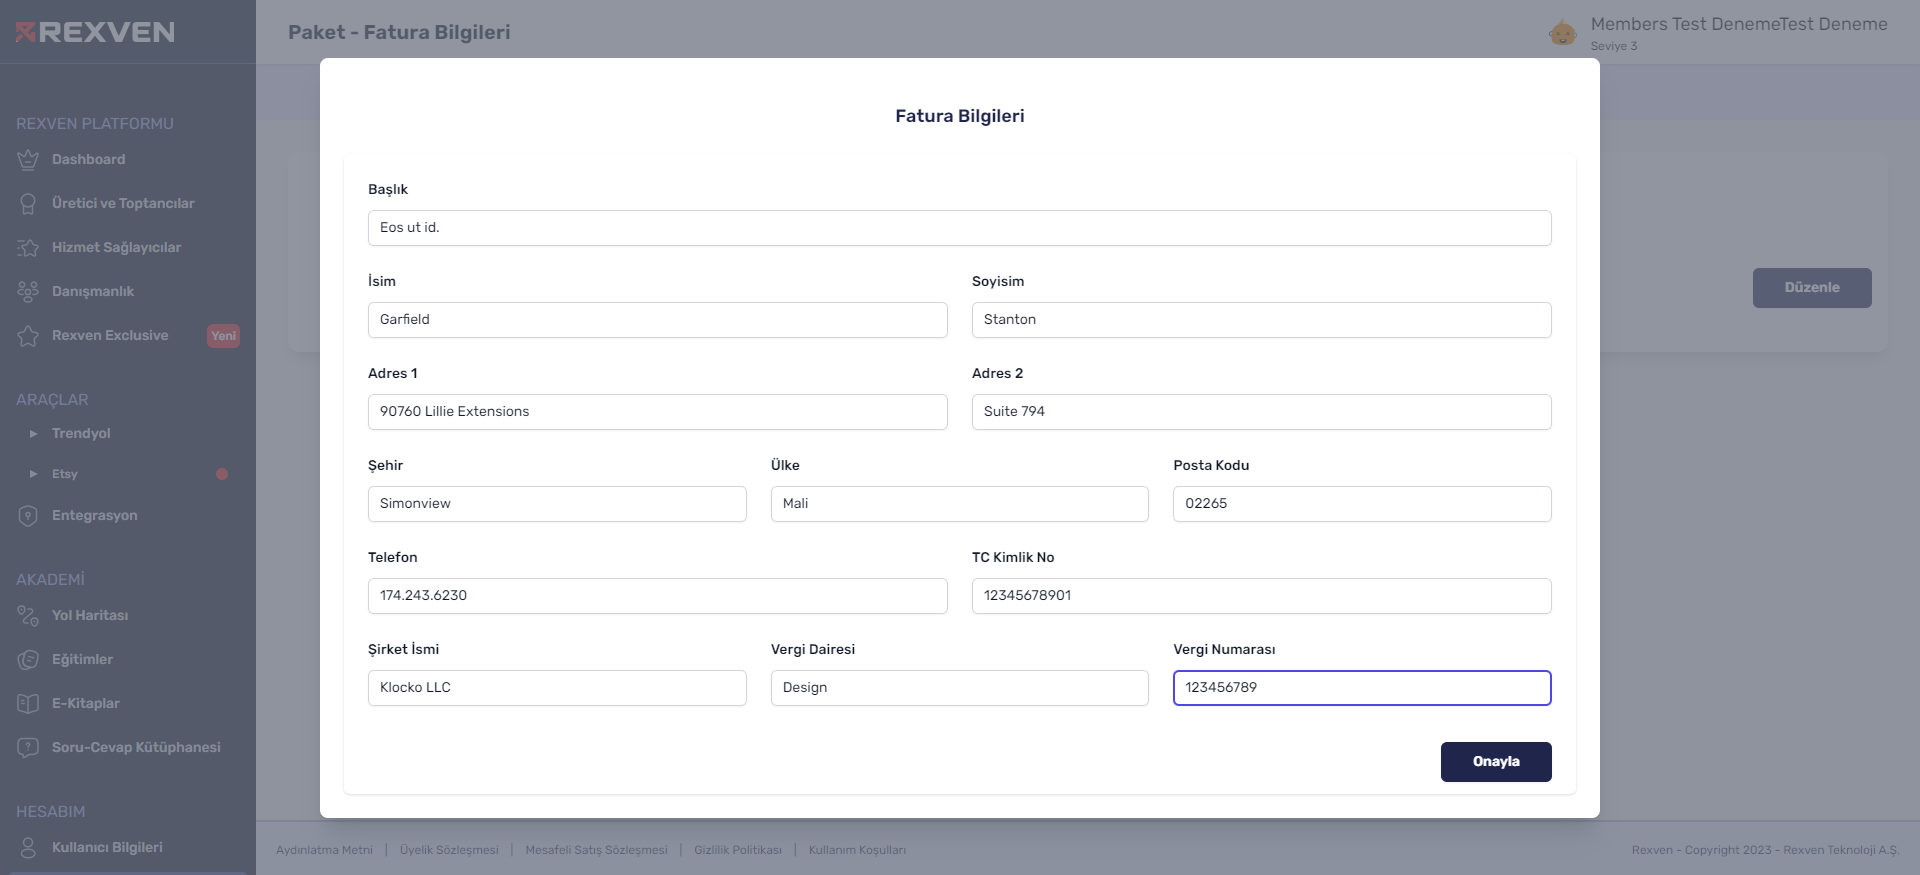 REXVEN
Paket - Fatura Bilgileri
Members Test DenemeTest Deneme
Seviye 3
REXVEN PLATFORMU
Dashboard
Üretici ve Toptancılar
Hizmet Sağlayıcılar
Danışmanlık
Rexven Exclusive Yeni
ARAÇLAR
Trendyol
Etsy
Entegrasyon
AKADEMİ
Yol Haritası
Eğitimler
E-Kitaplar
Soru-Cevap Kütüphanesi
HESABIM
Kullanıcı Bilgileri
Fatura Bilgileri
Başlık
Eos ut id.
İsim Soyisim
Garfield Stanton
Adres 1 Adres 2
90760 Lillie Extensions Suite 794
Şehir Ülke Posta Kodu
Simonview Mali 02265
Telefon TC Kimlik No
174.243.6230 12345678901
Şirket İsmi Vergi Dairesi Vergi Numarası
Klocko LLC Design 123456789
Onayla
Düzenle
Aydınlatma Metni | Üyelik Sözleşmesi | Mesafeli Satış Sözleşmesi | Gizlilik Politikası | Kullanım Koşulları
Rexven - Copyright 2023 - Rexven Teknoloji A.Ş.